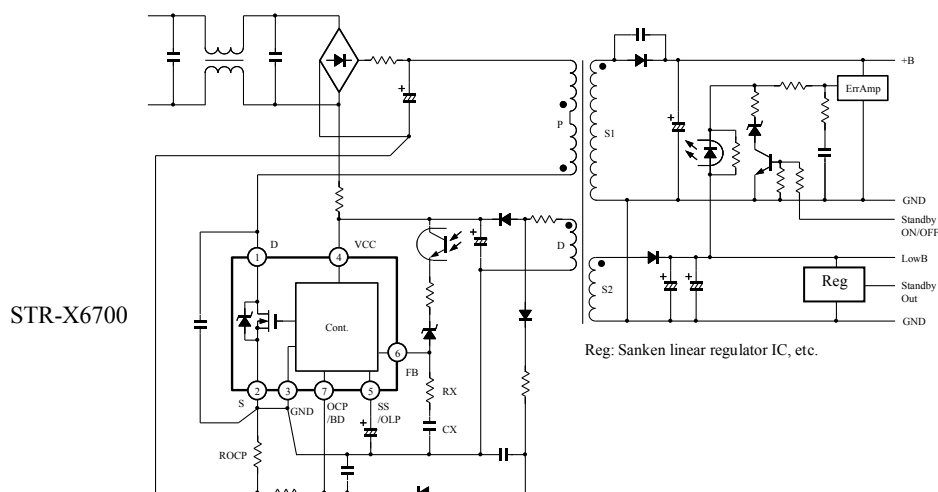 +B
ErrAmp
P
S1
GND
Standby
ON/OFF
D
VCC
D
LowB
1
4
S2
Reg
Standby
Out
STR-X6700
Cont.
GND
6
FB
Reg: Sanken linear regulator IC, etc.
2
3
7
5
RX
S
GND
OCP
/BD
SS
/OLP
CX
ROCP